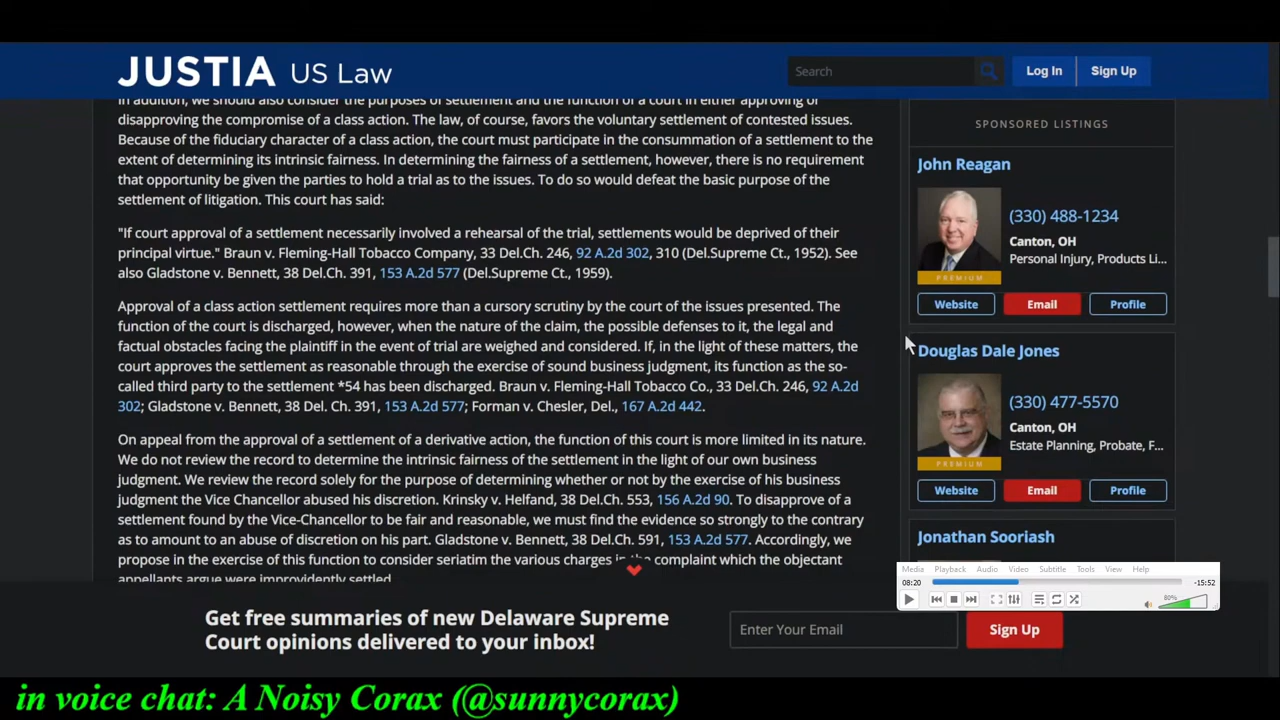 JUSTIA US Law
Search
Log In
Sign Up
In addition, we should also consider the purposes of settlement and the function of a court in either approving or
disapproving the compromise of a class action. The law, of course, favors the voluntary settlement of contested issues.
Because of the fiduciary character of a class action, the court must participate in the consummation of a settlement to the
extent of determining its intrinsic fairness. In determining the fairness of a settlement, however, there is no requirement
that opportunity be given the parties to hold a trial as to the issues. To do so would defeat the basic purpose of the
settlement of litigation. This court has said:
"If court approval of a settlement necessarily involved a rehearsal of the trial, settlements would be deprived of their
principal virtue." Braun v. Fleming-Hall Tobacco Company, 33 Del.Ch. 246, 92 A.2d 302, 310 (Del.Supreme Ct., 1952). See
also Gladstone v. Bennett, 38 Del.Ch. 391, 153 A.2d 577 (Del.Supreme Ct., 1959).
Approval of a class action settlement requires more than a cursory scrutiny by the court of the issues presented. The
function of the court is discharged, however, when the nature of the claim, the possible defenses to it, the legal and
factual obstacles facing the plaintiff in the event of trial are weighed and considered. If, in the light of these matters, the
court approves the settlement as reasonable through the exercise of sound business judgment, its function as the so-
called third party to the settlement *54 has been discharged. Braun v. Fleming-Hall Tobacco Co., 33 Del.Ch. 246, 92 A.2d
302; Gladstone v. Bennett, 38 Del. Ch. 391, 153 A.2d 577; Forman v. Chesler, Del., 167 A.2d 442.
On appeal from the approval of a settlement of a derivative action, the function of this court is more limited in its nature.
We do not review the record to determine the intrinsic fairness of the settlement in the light of our own business
judgment. We review the record solely for the purpose of determining whether or not by the exercise of his business
judgment the Vice Chancellor abused his discretion. Krinsky v. Helfand, 38 Del.Ch. 553, 156 A.2d 90. To disapprove of a
settlement found by the Vice-Chancellor to be fair and reasonable, we must find the evidence so strongly to the contrary
as to amount to an abuse of discretion on his part. Gladstone v. Bennett, 38 Del.Ch. 591, 153 A.2d 577. Accordingly, we
propose in the exercise of this function to consider seriatim the various charges in the complaint which the objectant
appellants argue were improvidently settled.
SPONSORED LISTINGS
John Reagan
(330) 488-1234
Canton, OH
Personal Injury, Products Li...
PREMIUM
Website
Email
Profile
Douglas Dale Jones
(330) 477-5570
Canton, OH
Estate Planning, Probate, F...
PREMIUM
Website
Email
Profile
Jonathan Sooriash
Media Playback Audio Video Subtitle Tools View Help
08:20
-15:52
80%
Get free summaries of new Delaware Supreme
Court opinions delivered to your inbox!
Enter Your Email
Sign Up
in voice chat: A Noisy Corax (@sunnycorax)